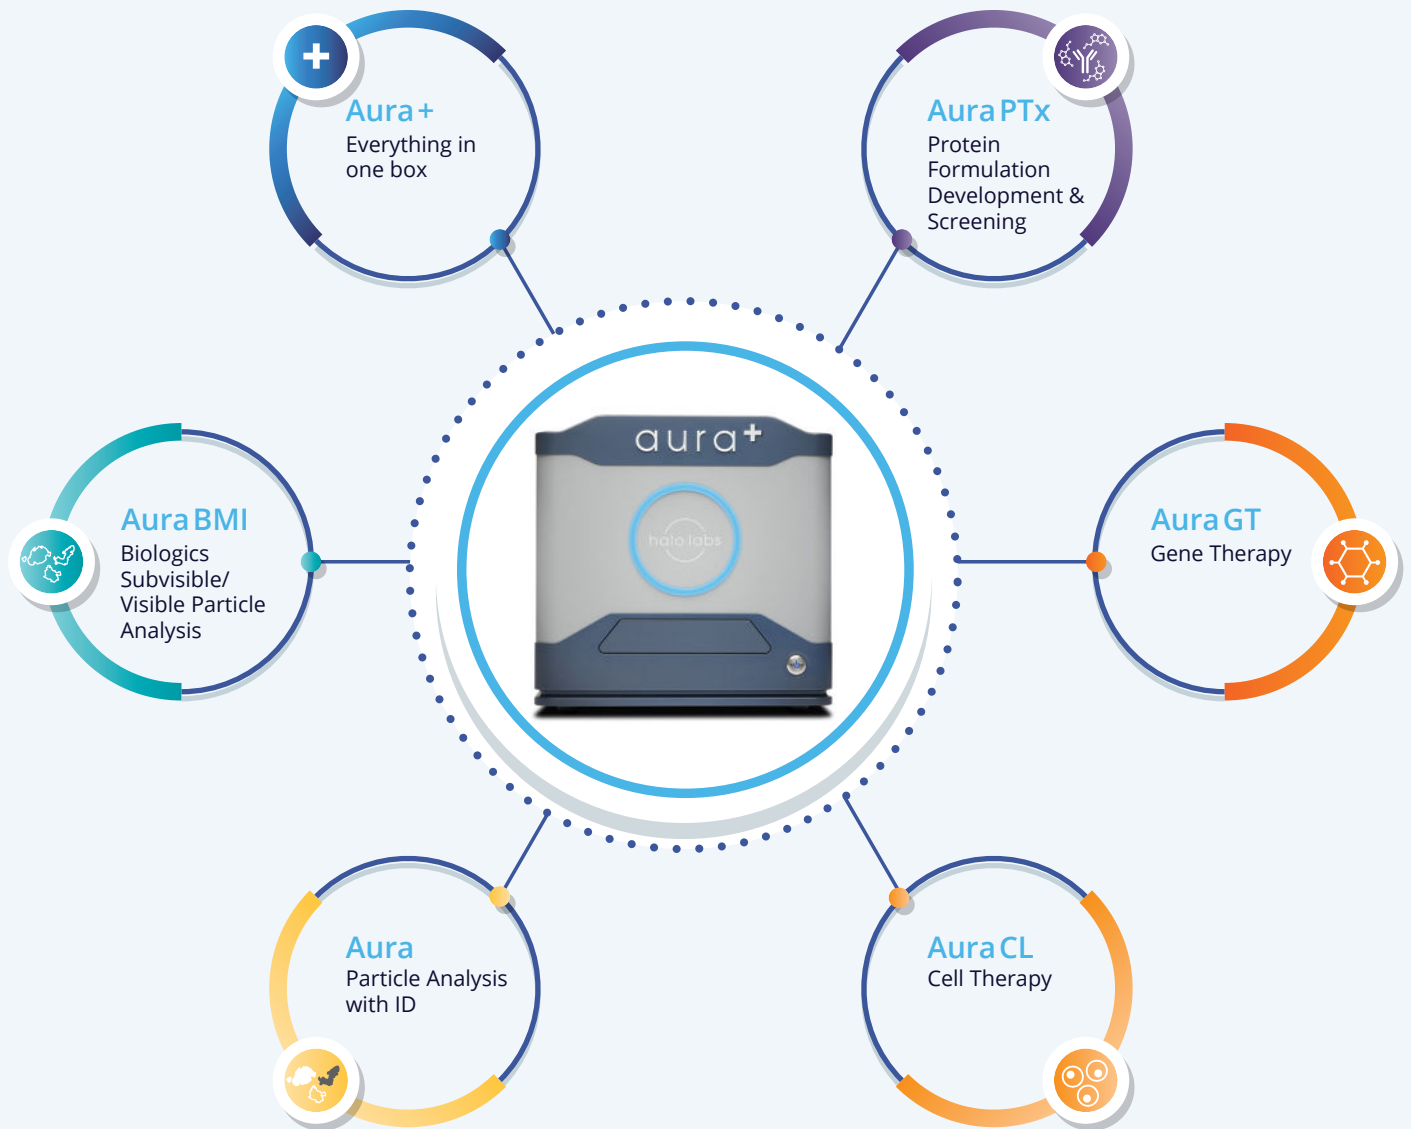 Aura+
Everything in
one box
Aura PTx
Protein
Formulation
Development &
Screening
aura+
halo labs
Aura BMI
Biologics
Subvisible/
Visible Particle
Analysis
Aura GT
Gene Therapy
Aura
Particle Analysis
with ID
Aura CL
Cell Therapy